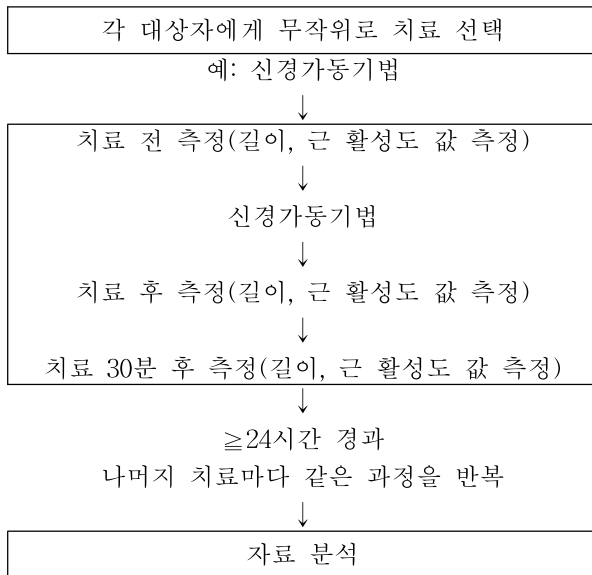 각 대상자에게 무작위로 치료 선택
예: 신경가동기법
↓
치료 전 측정(길이, 근 활성도 값 측정)
↓
신경가동기법
↓
치료 후 측정(길이, 근 활성도 값 측정)
↓
치료 30분 후 측정(길이, 근 활성도 값 측정)
↓
≧24시간 경과
나머지 치료마다 같은 과정을 반복
↓
자료 분석